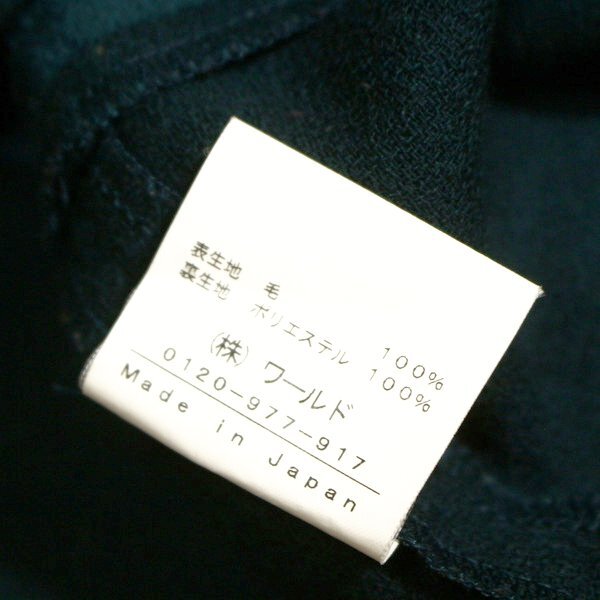 表生地 毛 100%
裏生地 ポリエステル 100%
(株) ワールド
0120-977-917
Made in Japan